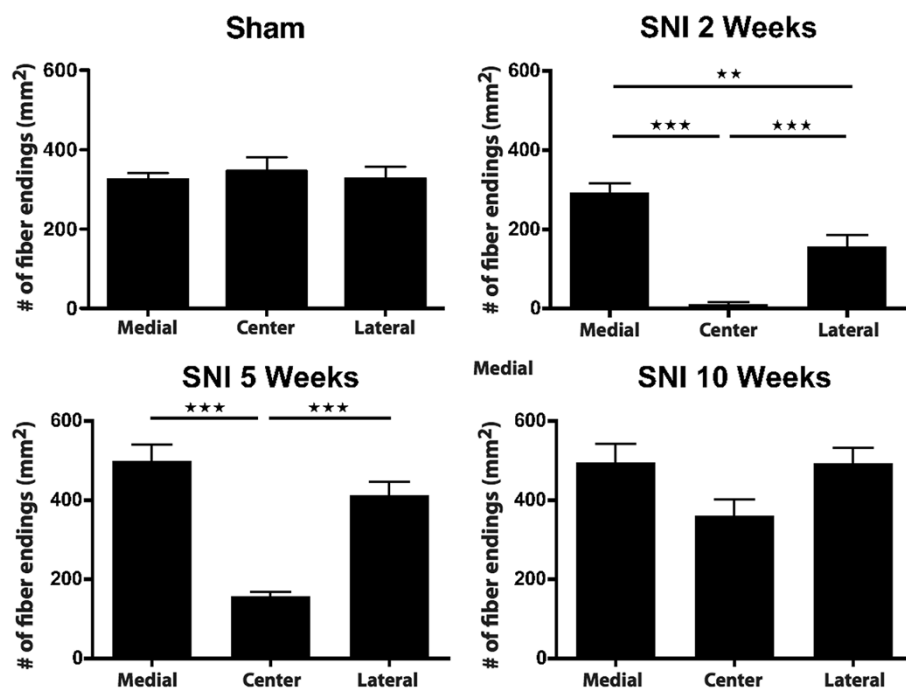 Sham
# of fiber endings (mm²)
600
400
200
0
Medial Center Lateral
SNI 2 Weeks
# of fiber endings (mm²)
600
400
200
0
★★
★★★ ★★★
Medial Center Lateral
Medial
SNI 5 Weeks
# of fiber endings (mm²)
600
400
200
0
★★★ ★★★
Medial Center Lateral
SNI 10 Weeks
# of fiber endings (mm²)
600
400
200
0
Medial Center Lateral